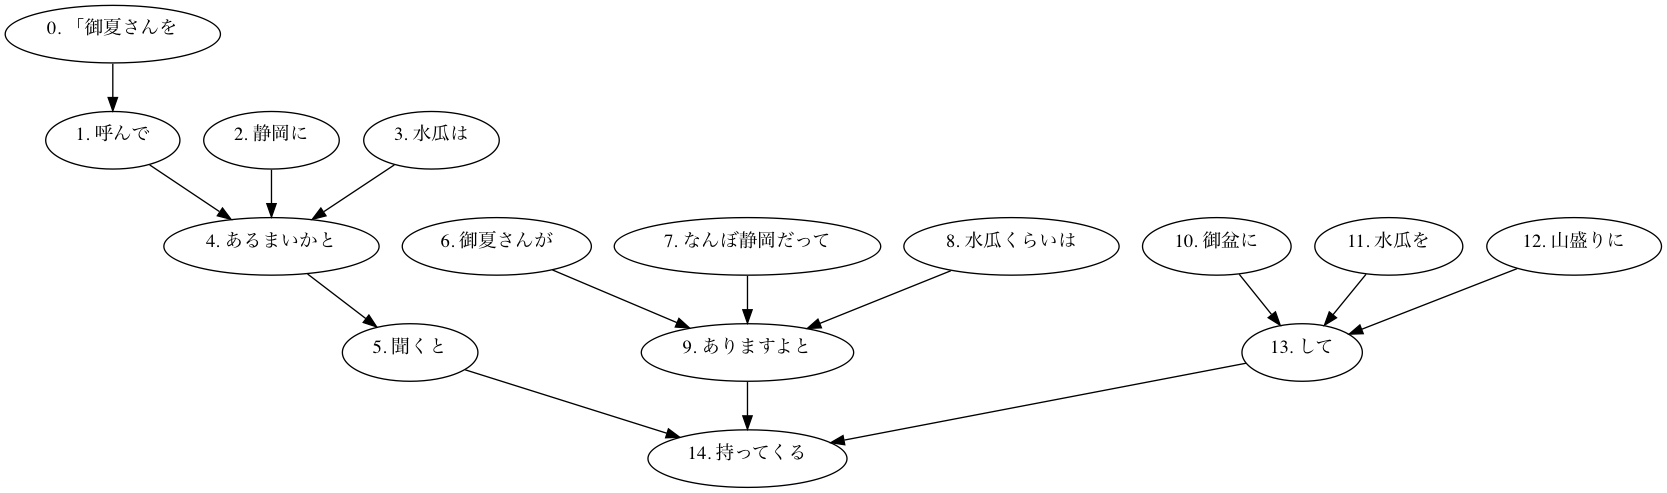 0. 「御夏さんを
1. 呼んで
2. 静岡に
3. 水瓜は
4. あるまいかと
6. 御夏さんが
7. なんぼ静岡だって
8. 水瓜くらいは
10. 御盆に
11. 水瓜を
12. 山盛りに
5. 聞くと
9. ありますよと
13. して
14. 持ってくる